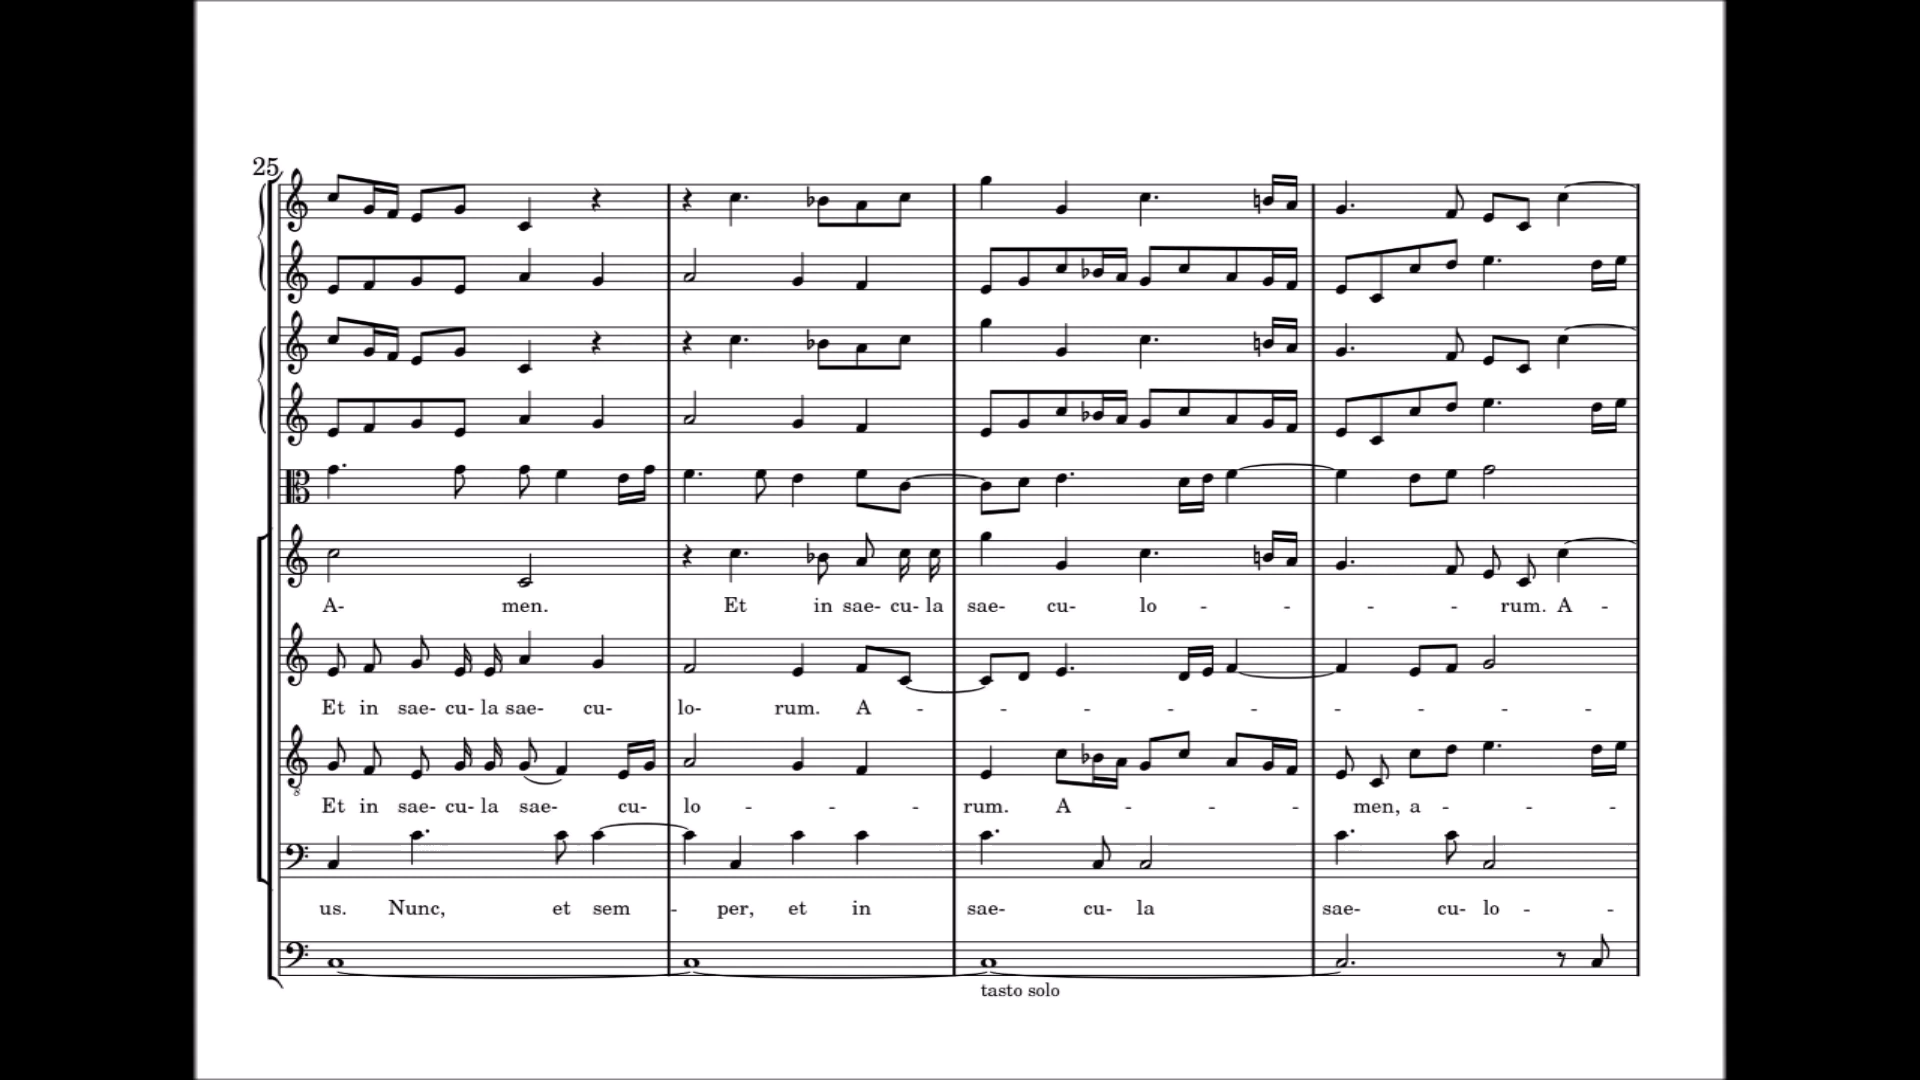 25
A- men. Et in sae- cu- la sae- cu- lo - - - - rum. A -
Et in sae- cu- la sae- cu- lo- rum. A - - - - - - - - -
Et in sae- cu- la sae- cu- lo - - - rum. A - - - - men, a - - -
us. Nunc, et sem - per, et in sae- cu- la sae- cu- lo - -
tasto solo